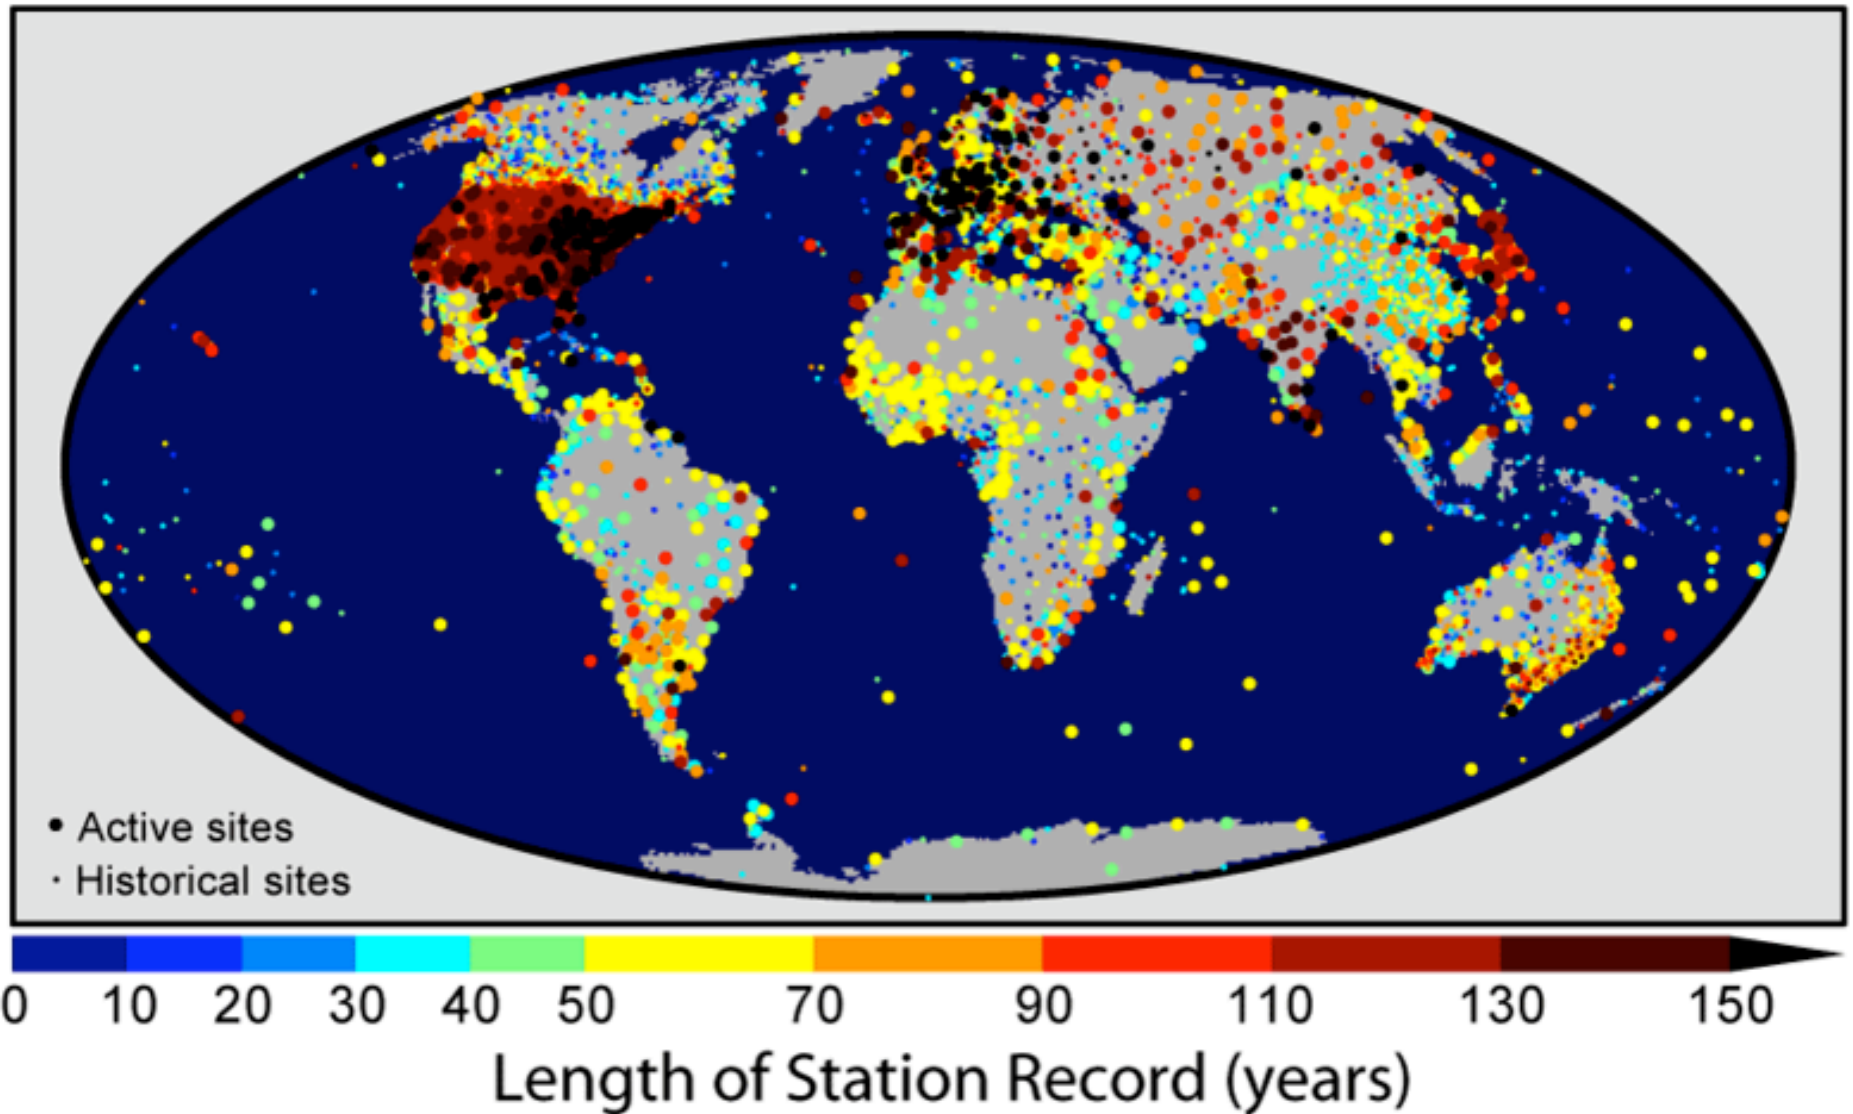 Active sites
Historical sites
0 10 20 30 40 50 70 90 110 130 150
Length of Station Record (years)